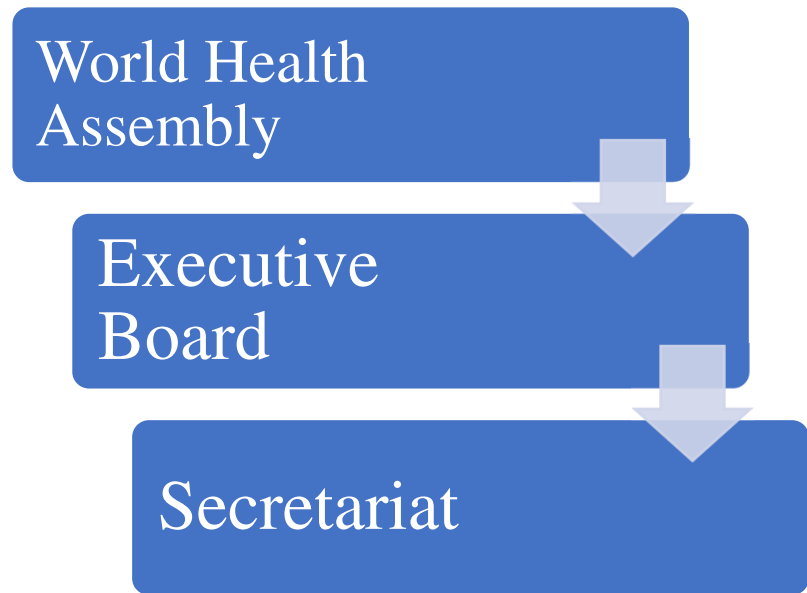 World Health
Assembly
Executive
Board
Secretariat